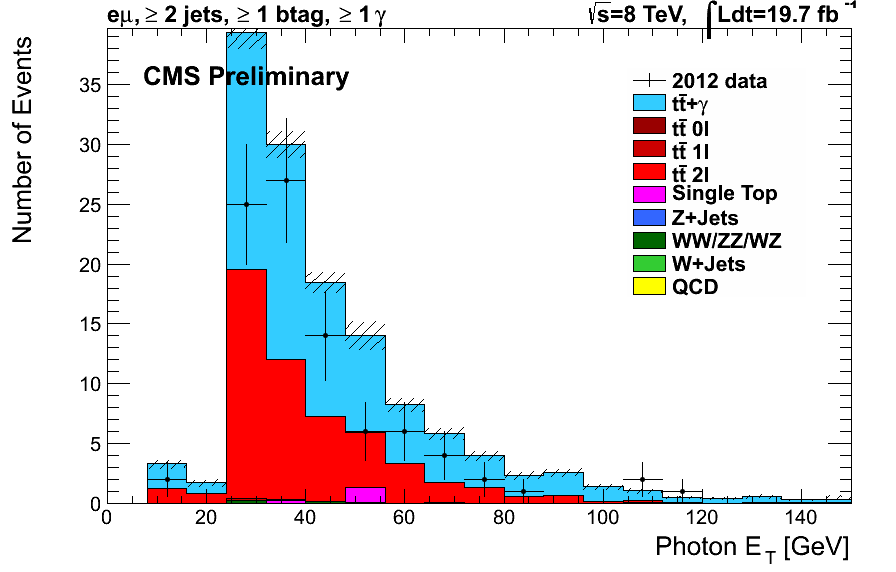 eμ, ≥ 2 jets, ≥ 1 btag, ≥ 1 γ
√s=8 TeV, ∫Ldt=19.7 fb⁻¹
CMS Preliminary
2012 data
tt̄+γ
tt̄ 0l
tt̄ 1l
tt̄ 2l
Single Top
Z+Jets
WW/ZZ/WZ
W+Jets
QCD
Number of Events
35
30
25
20
15
10
5
0
0 20 40 60 80 100 120 140
Photon E_T [GeV]